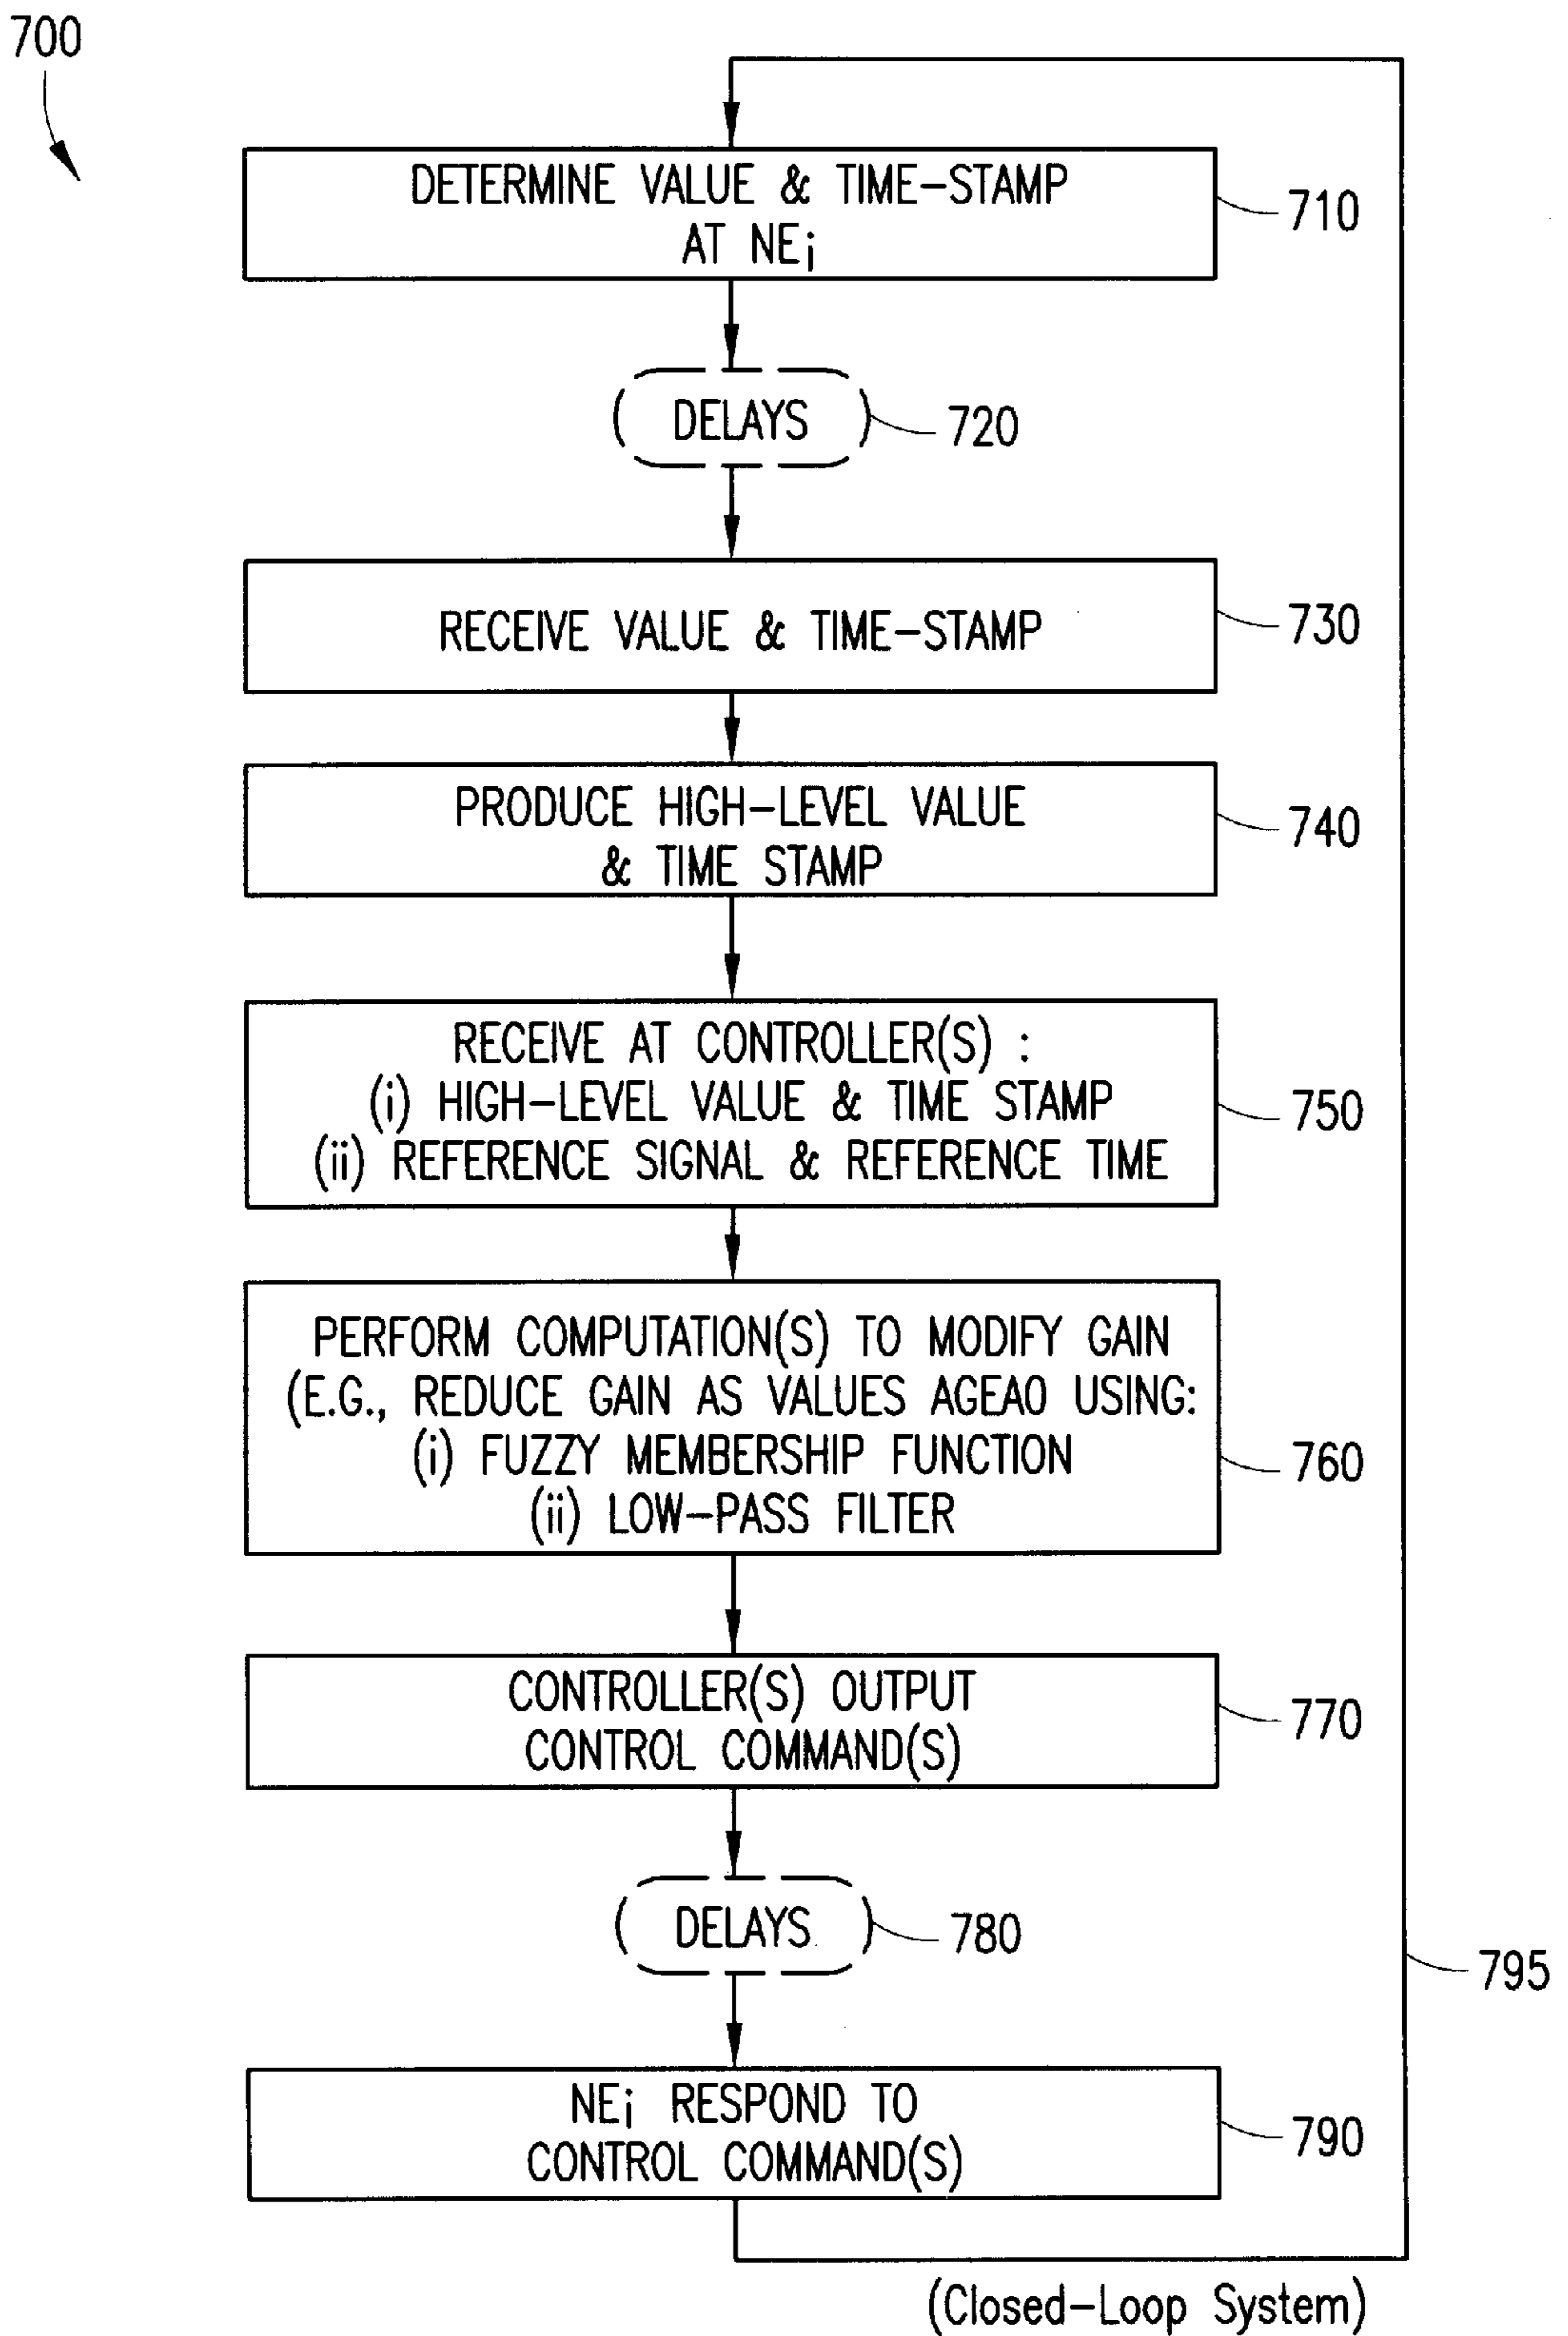 700
DETERMINE VALUE & TIME-STAMP
AT NEi
710
(DELAYS)
720
RECEIVE VALUE & TIME-STAMP
730
PRODUCE HIGH-LEVEL VALUE
& TIME STAMP
740
RECEIVE AT CONTROLLER(S) :
(i) HIGH-LEVEL VALUE & TIME STAMP
(ii) REFERENCE SIGNAL & REFERENCE TIME
750
PERFORM COMPUTATION(S) TO MODIFY GAIN
(E.G., REDUCE GAIN AS VALUES AGEAO USING:
(i) FUZZY MEMBERSHIP FUNCTION
(ii) LOW-PASS FILTER
760
CONTROLLER(S) OUTPUT
CONTROL COMMAND(S)
770
(DELAYS)
780
795
NEi RESPOND TO
CONTROL COMMAND(S)
790
(Closed-Loop System)